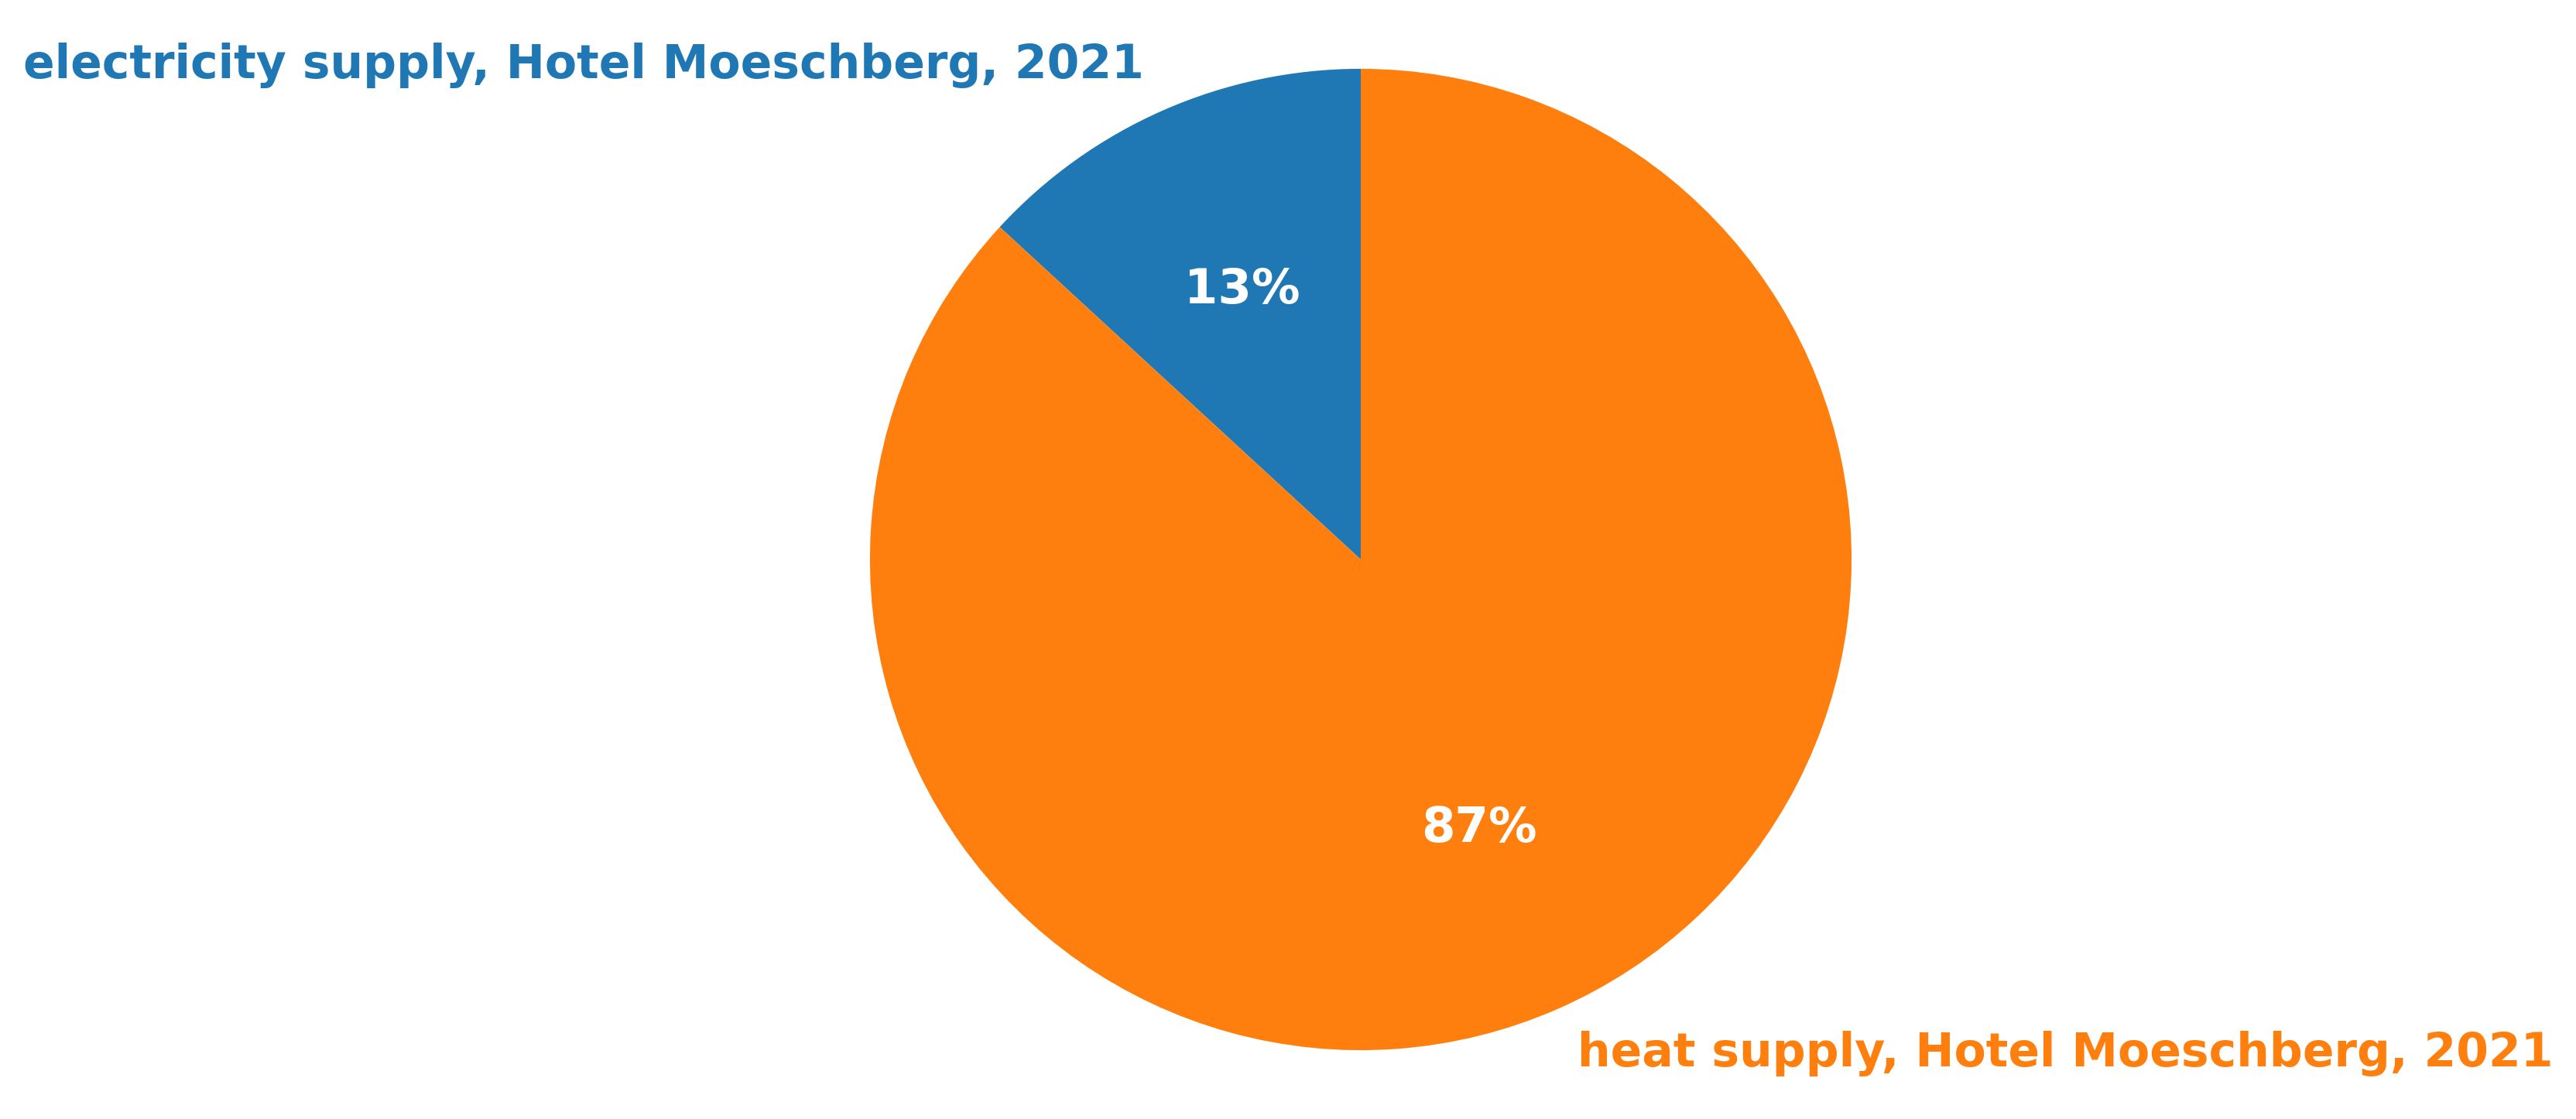 electricity supply, Hotel Moeschberg, 2021
13%
87%
heat supply, Hotel Moeschberg, 2021